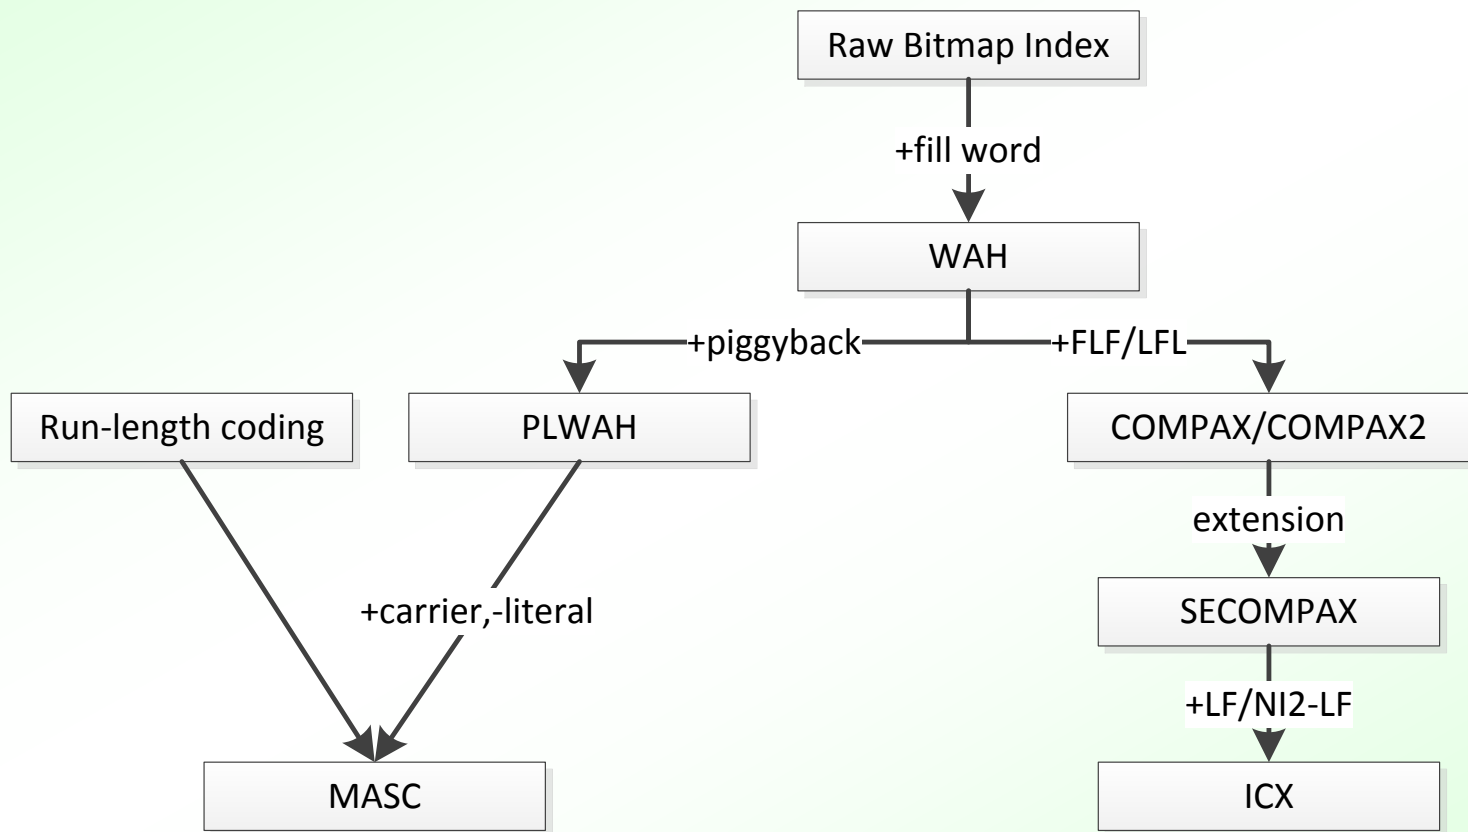 Raw Bitmap Index
+fill word
WAH
+piggyback
+FLF/LFL
Run-length coding
PLWAH
COMPAX/COMPAX2
extension
+carrier,-literal
SECOMPAX
+LF/NI2-LF
MASC
ICX